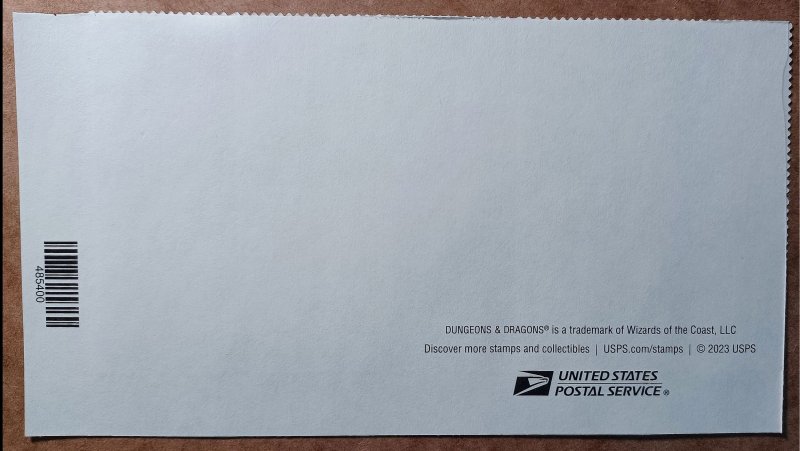 485400
DUNGEONS & DRAGONS® is a trademark of Wizards of the Coast, LLC
Discover more stamps and collectibles | USPS.com/stamps | © 2023 USPS
UNITED STATES
POSTAL SERVICE®